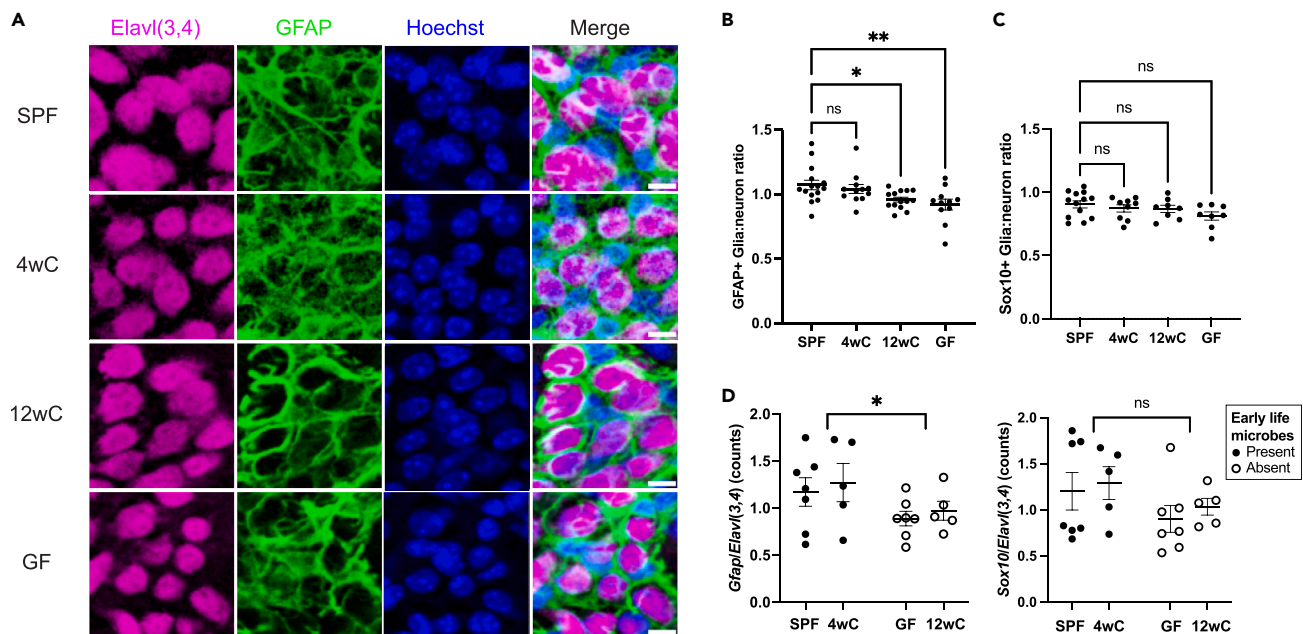 A
Elavl(3,4) GFAP Hoechst Merge
SPF
4wC
12wC
GF
B
**
*
ns
GFAP+ Glia:neuron ratio
1.5
1.0
0.5
0.0
SPF 4wC 12wC GF
C
ns
ns
ns
Sox10+ Glia:neuron ratio
1.5
1.0
0.5
0.0
SPF 4wC 12wC GF
D
*
Gfap/Elavl(3,4) (counts)
2.0
1.5
1.0
0.5
0.0
SPF 4wC GF 12wC
ns
Sox10/Elavl(3,4) (counts)
2.0
1.5
1.0
0.5
0.0
SPF 4wC GF 12wC
Early life
microbes
Present
Absent